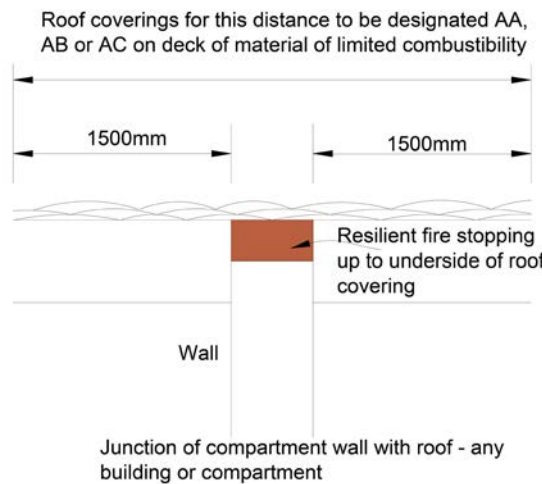 Roof coverings for this distance to be designated AA,
AB or AC on deck of material of limited combustibility
1500mm
1500mm
Resilient fire stopping
up to underside of roof
covering
Wall
Junction of compartment wall with roof - any
building or compartment